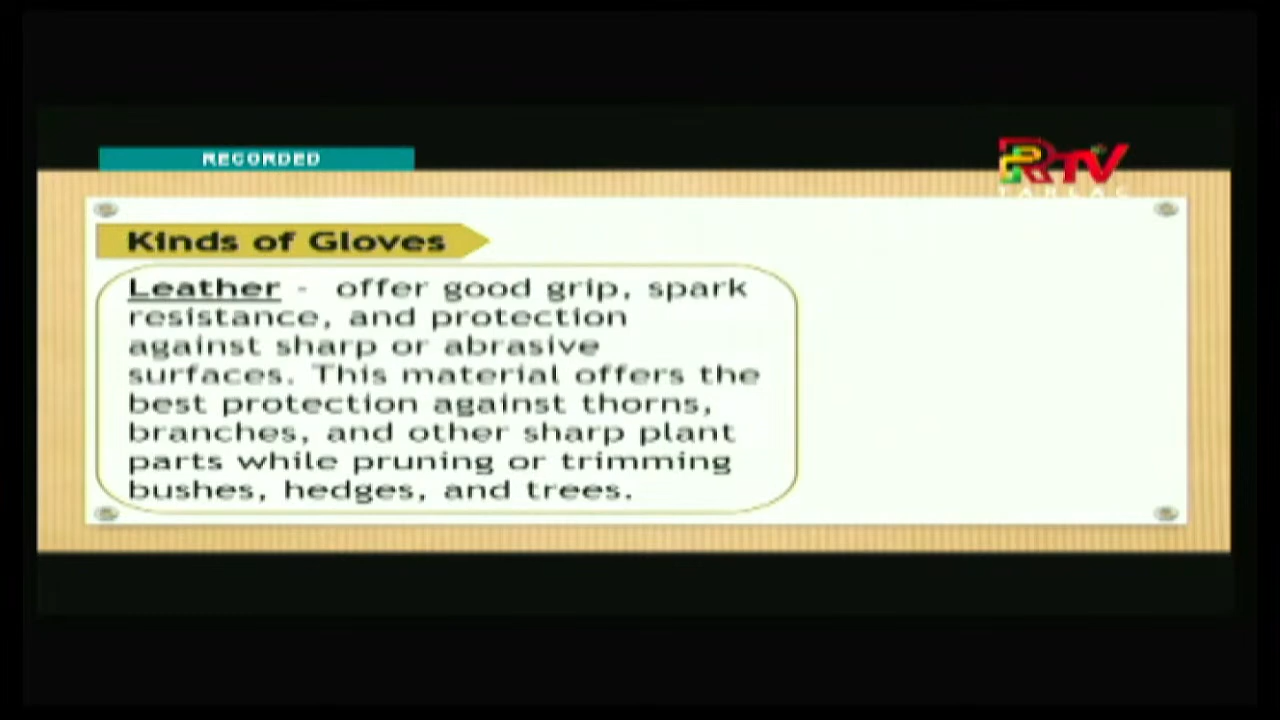 RECORDED
RTV
TARLAC
Kinds of Gloves
Leather - offer good grip, spark
resistance, and protection
against sharp or abrasive
surfaces. This material offers the
best protection against thorns,
branches, and other sharp plant
parts while pruning or trimming
bushes, hedges, and trees.